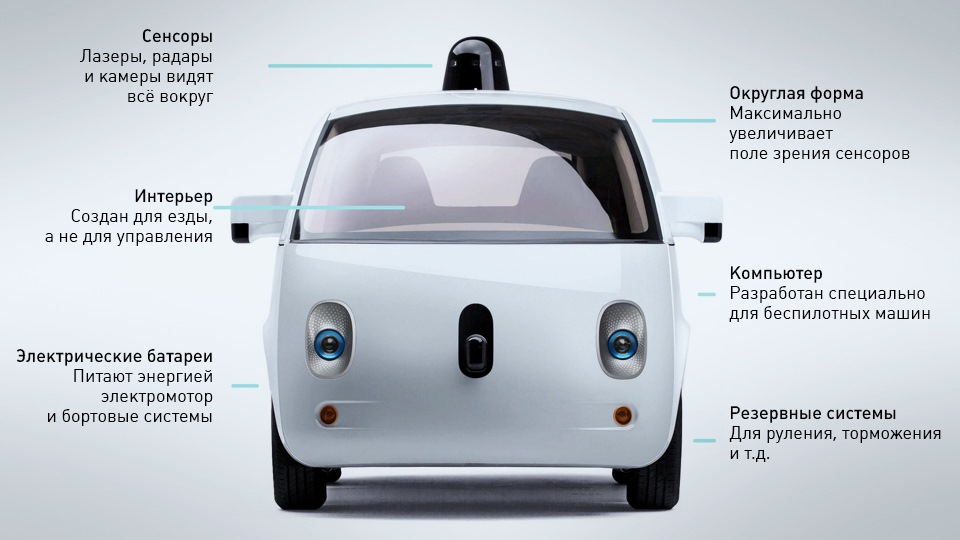 Сенсоры
Лазеры, радары
и камеры видят
всё вокруг
Интерьер
Создан для езды,
а не для управления
Электрические батареи
Питают энергией
электромотор
и бортовые системы
Округлая форма
Максимально
увеличивает
поле зрения сенсоров
Компьютер
Разработан специально
для беспилотных машин
Резервные системы
Для руления, торможения
и т.д.